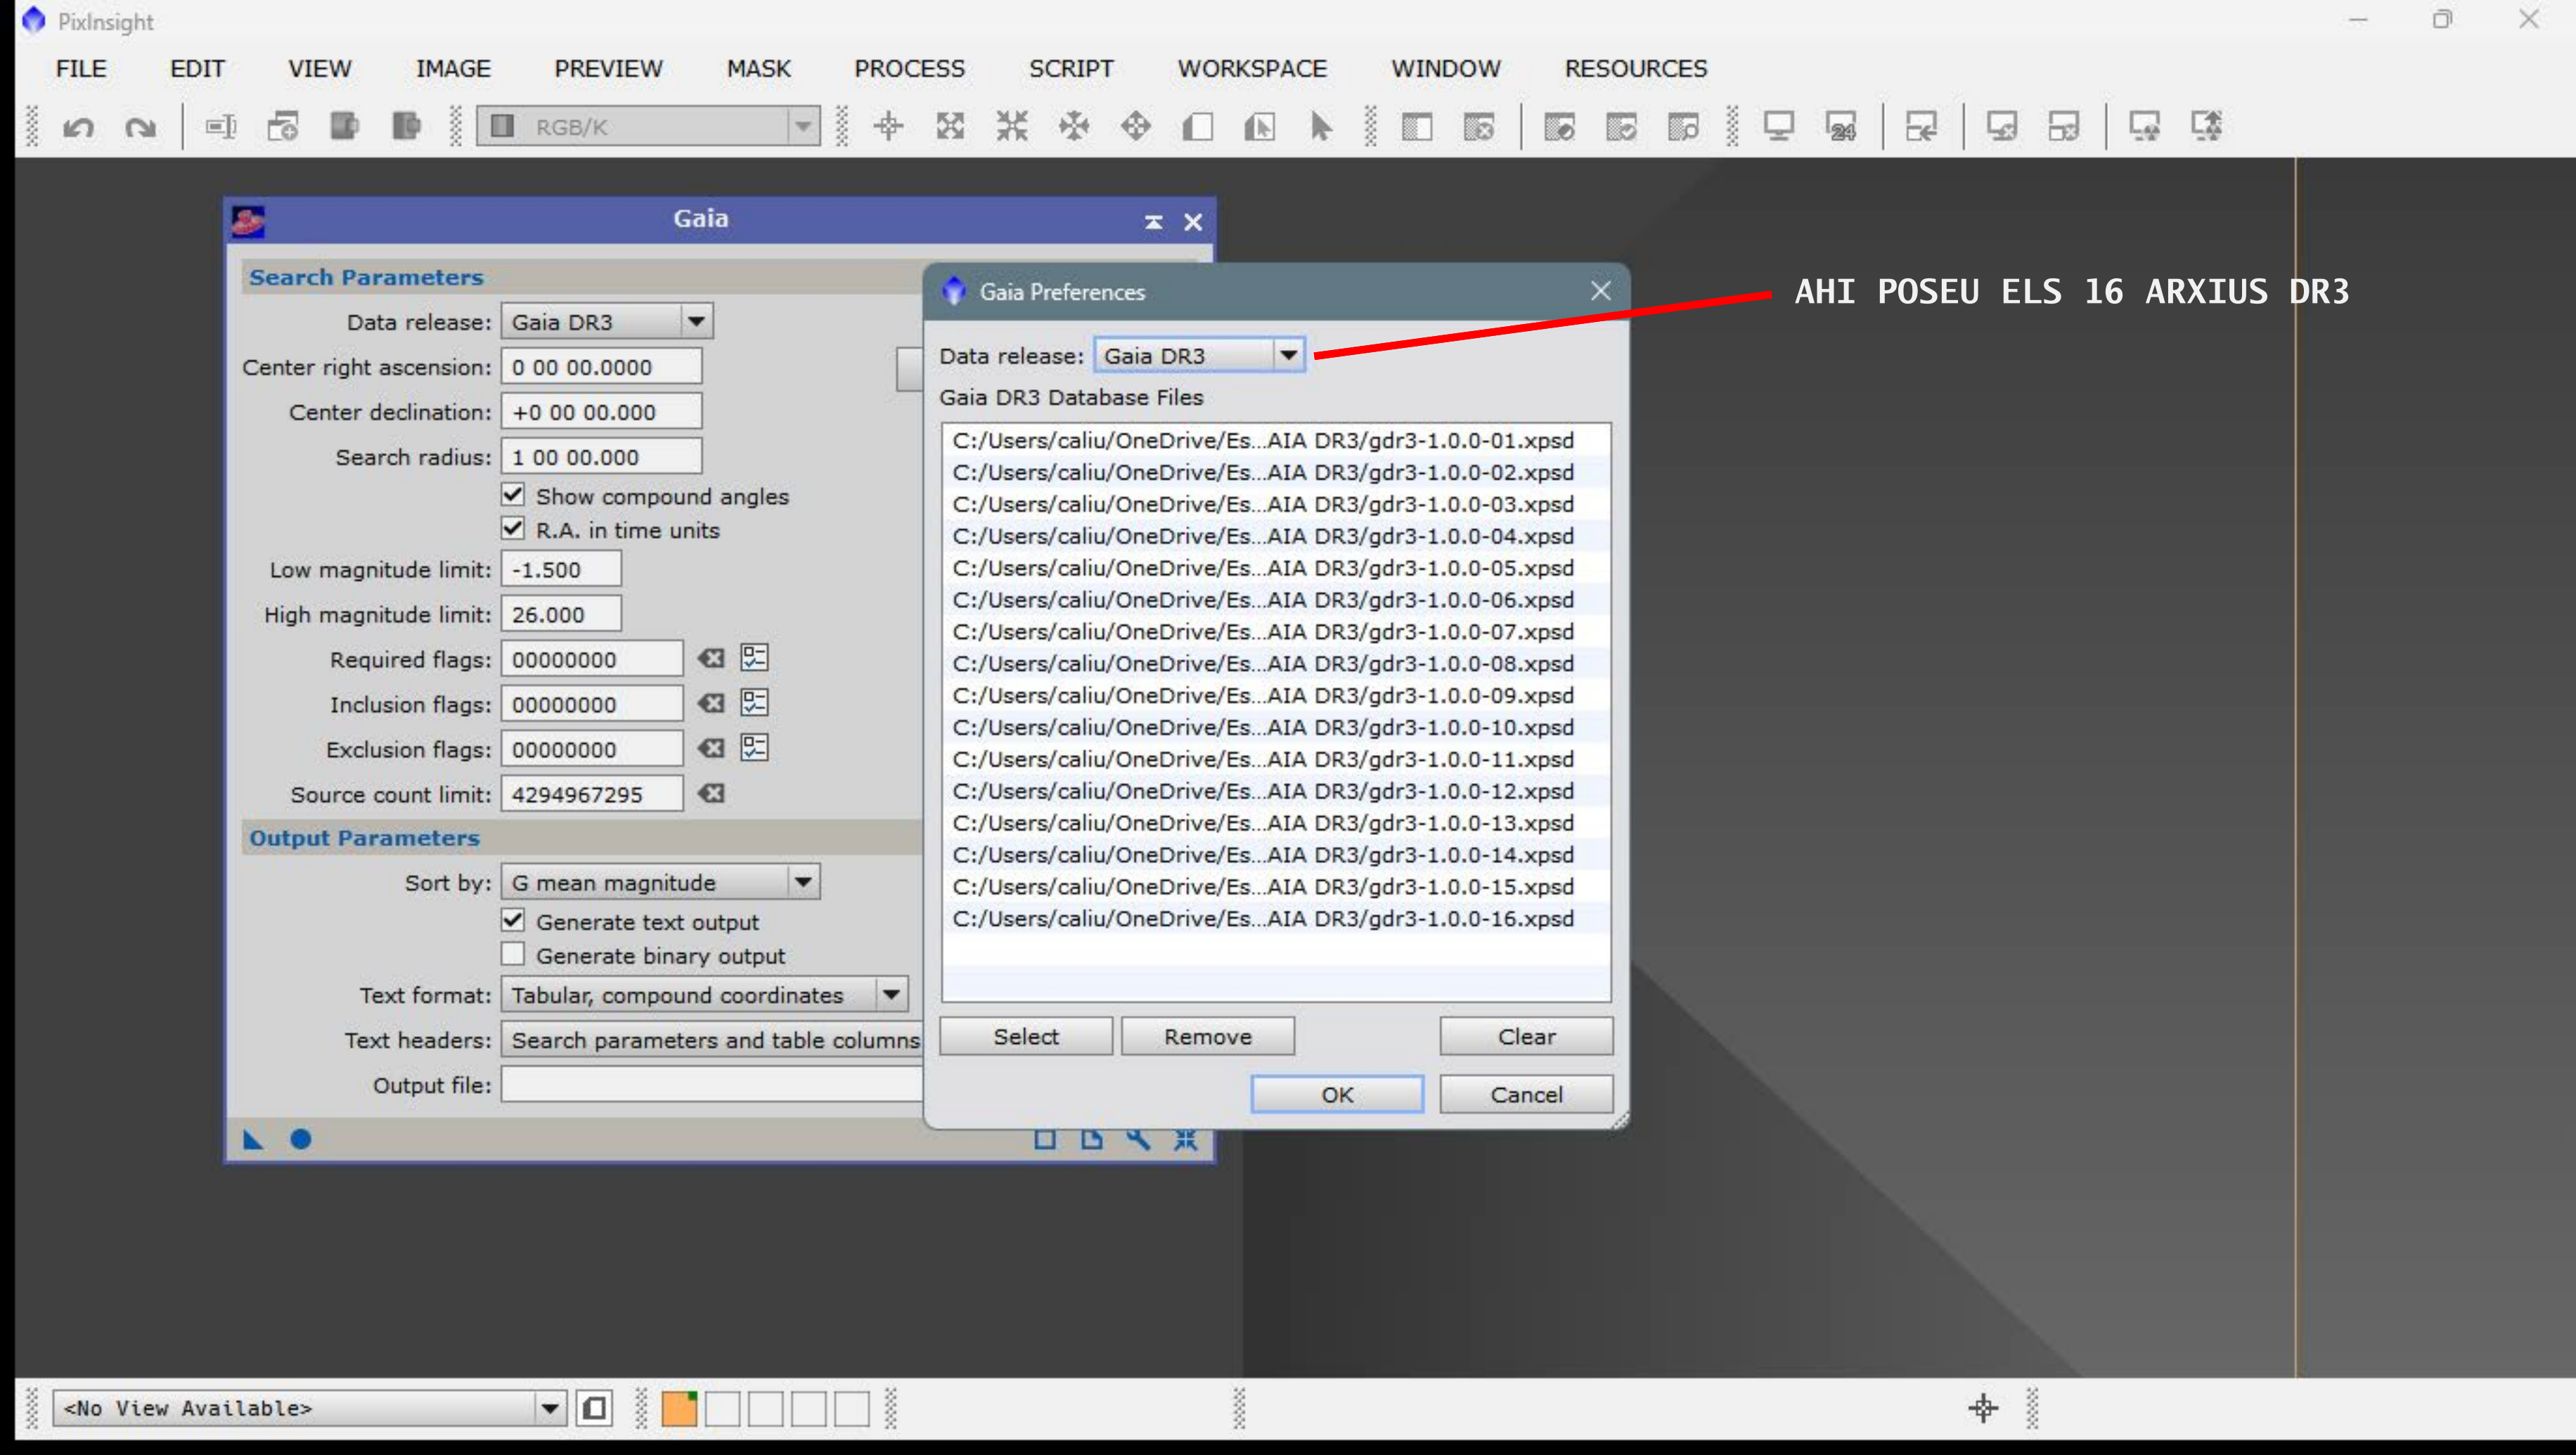 PixInsight
FILE EDIT VIEW IMAGE PREVIEW MASK PROCESS SCRIPT WORKSPACE WINDOW RESOURCES
RGB/K
24
Gaia
Search Parameters
Data release: Gaia DR3
Center right ascension: 0 00 00.0000
Center declination: +0 00 00.000
Search radius: 1 00 00.000
Show compound angles
R.A. in time units
Low magnitude limit: -1.500
High magnitude limit: 26.000
Required flags: 00000000
Inclusion flags: 00000000
Exclusion flags: 00000000
Source count limit: 4294967295
Output Parameters
Sort by: G mean magnitude
Generate text output
Generate binary output
Text format: Tabular, compound coordinates
Text headers: Search parameters and table columns
Output file:
Gaia Preferences
Data release: Gaia DR3
Gaia DR3 Database Files
C:/Users/caliu/OneDrive/Es...AIA DR3/gdr3-1.0.0-01.xpsd
C:/Users/caliu/OneDrive/Es...AIA DR3/gdr3-1.0.0-02.xpsd
C:/Users/caliu/OneDrive/Es...AIA DR3/gdr3-1.0.0-03.xpsd
C:/Users/caliu/OneDrive/Es...AIA DR3/gdr3-1.0.0-04.xpsd
C:/Users/caliu/OneDrive/Es...AIA DR3/gdr3-1.0.0-05.xpsd
C:/Users/caliu/OneDrive/Es...AIA DR3/gdr3-1.0.0-06.xpsd
C:/Users/caliu/OneDrive/Es...AIA DR3/gdr3-1.0.0-07.xpsd
C:/Users/caliu/OneDrive/Es...AIA DR3/gdr3-1.0.0-08.xpsd
C:/Users/caliu/OneDrive/Es...AIA DR3/gdr3-1.0.0-09.xpsd
C:/Users/caliu/OneDrive/Es...AIA DR3/gdr3-1.0.0-10.xpsd
C:/Users/caliu/OneDrive/Es...AIA DR3/gdr3-1.0.0-11.xpsd
C:/Users/caliu/OneDrive/Es...AIA DR3/gdr3-1.0.0-12.xpsd
C:/Users/caliu/OneDrive/Es...AIA DR3/gdr3-1.0.0-13.xpsd
C:/Users/caliu/OneDrive/Es...AIA DR3/gdr3-1.0.0-14.xpsd
C:/Users/caliu/OneDrive/Es...AIA DR3/gdr3-1.0.0-15.xpsd
C:/Users/caliu/OneDrive/Es...AIA DR3/gdr3-1.0.0-16.xpsd
Select Remove Clear
OK Cancel
AHI POSEU ELS 16 ARXIUS DR3
<No View Available>